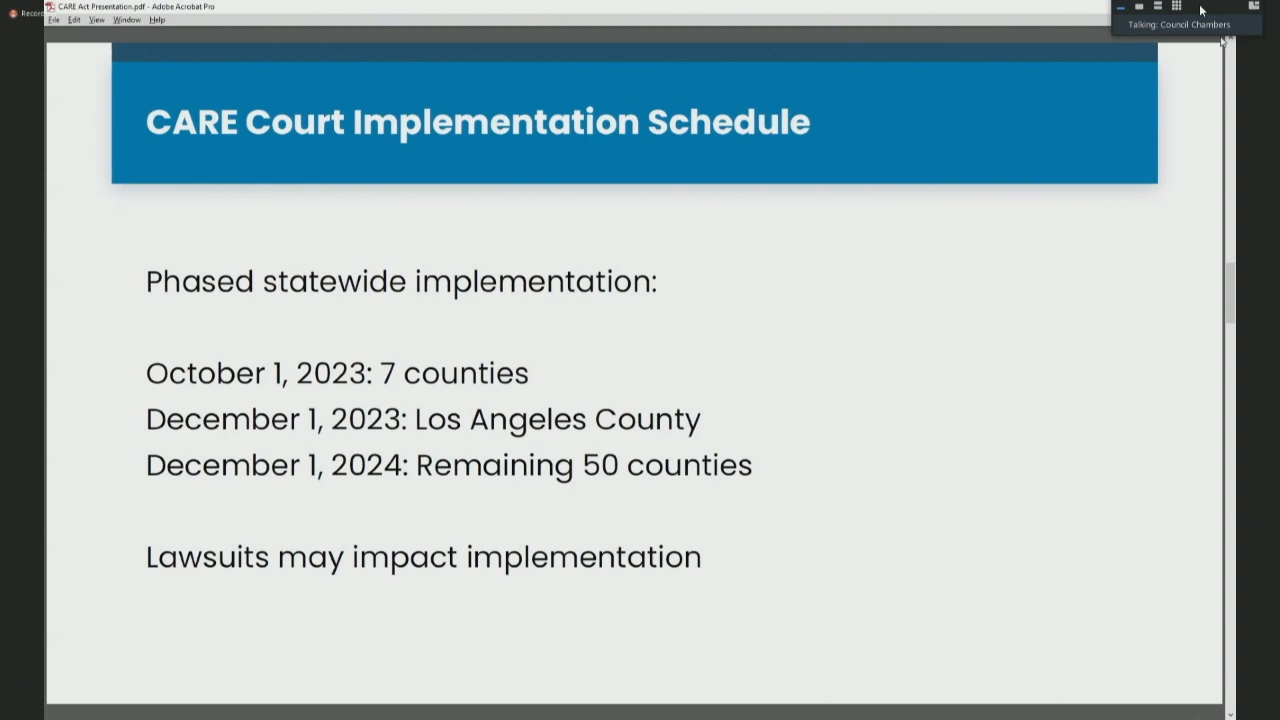 Recor
CARE Act Presentation.pdf - Adobe Acrobat Pro
File Edit View Window Help
Talking: Council Chambers
CARE Court Implementation Schedule
Phased statewide implementation:
October 1, 2023: 7 counties
December 1, 2023: Los Angeles County
December 1, 2024: Remaining 50 counties
Lawsuits may impact implementation